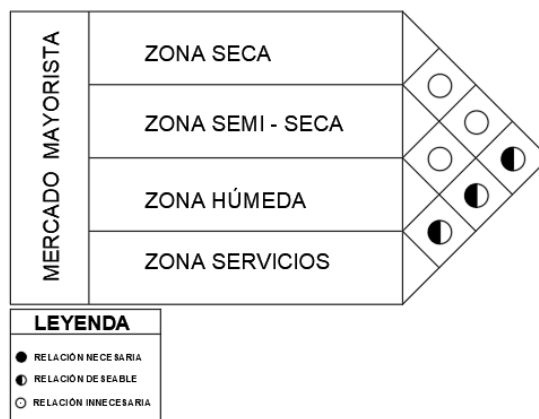 MERCADO MAYORISTA
ZONA SECA
ZONA SEMI - SECA
ZONA HÚMEDA
ZONA SERVICIOS
LEYENDA
RELACIÓN NECESARIA
RELACIÓN DESEABLE
RELACIÓN INNECESARIA